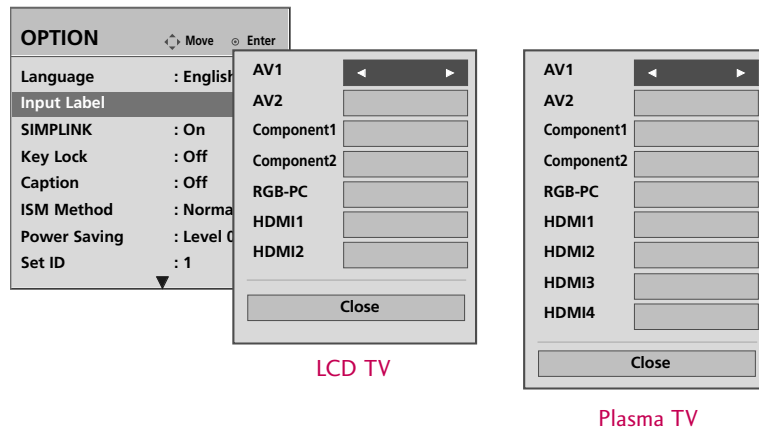 OPTION Move Enter
Language : English
Input Label
SIMPLINK : On
Key Lock : Off
Caption : Off
ISM Method : Norma
Power Saving : Level 0
Set ID : 1
AV1
AV2
Component1
Component2
RGB-PC
HDMI1
HDMI2
Close
LCD TV
AV1
AV2
Component1
Component2
RGB-PC
HDMI1
HDMI2
HDMI3
HDMI4
Close
Plasma TV